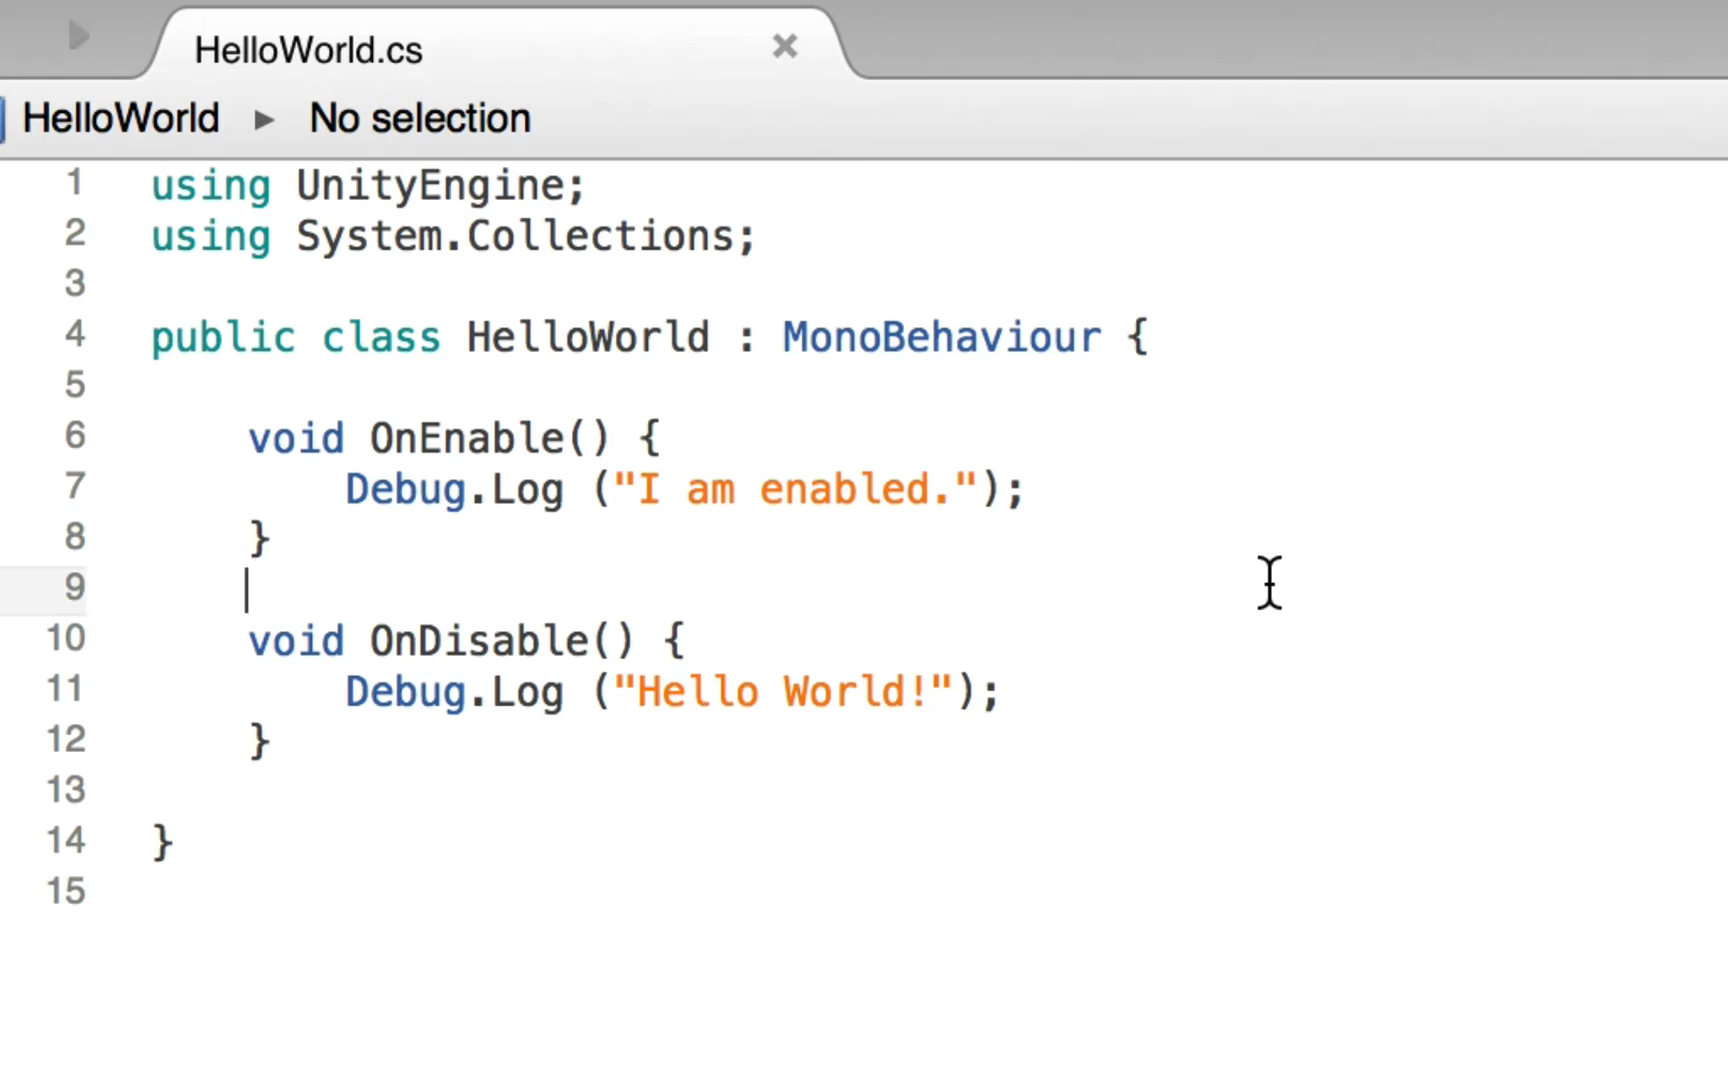 HelloWorld.cs
HelloWorld ▸ No selection
1 using UnityEngine;
2 using System.Collections;
3
4 public class HelloWorld : MonoBehaviour {
5
6     void OnEnable() {
7         Debug.Log ("I am enabled.");
8     }
9
10     void OnDisable() {
11         Debug.Log ("Hello World!");
12     }
13
14 }
15